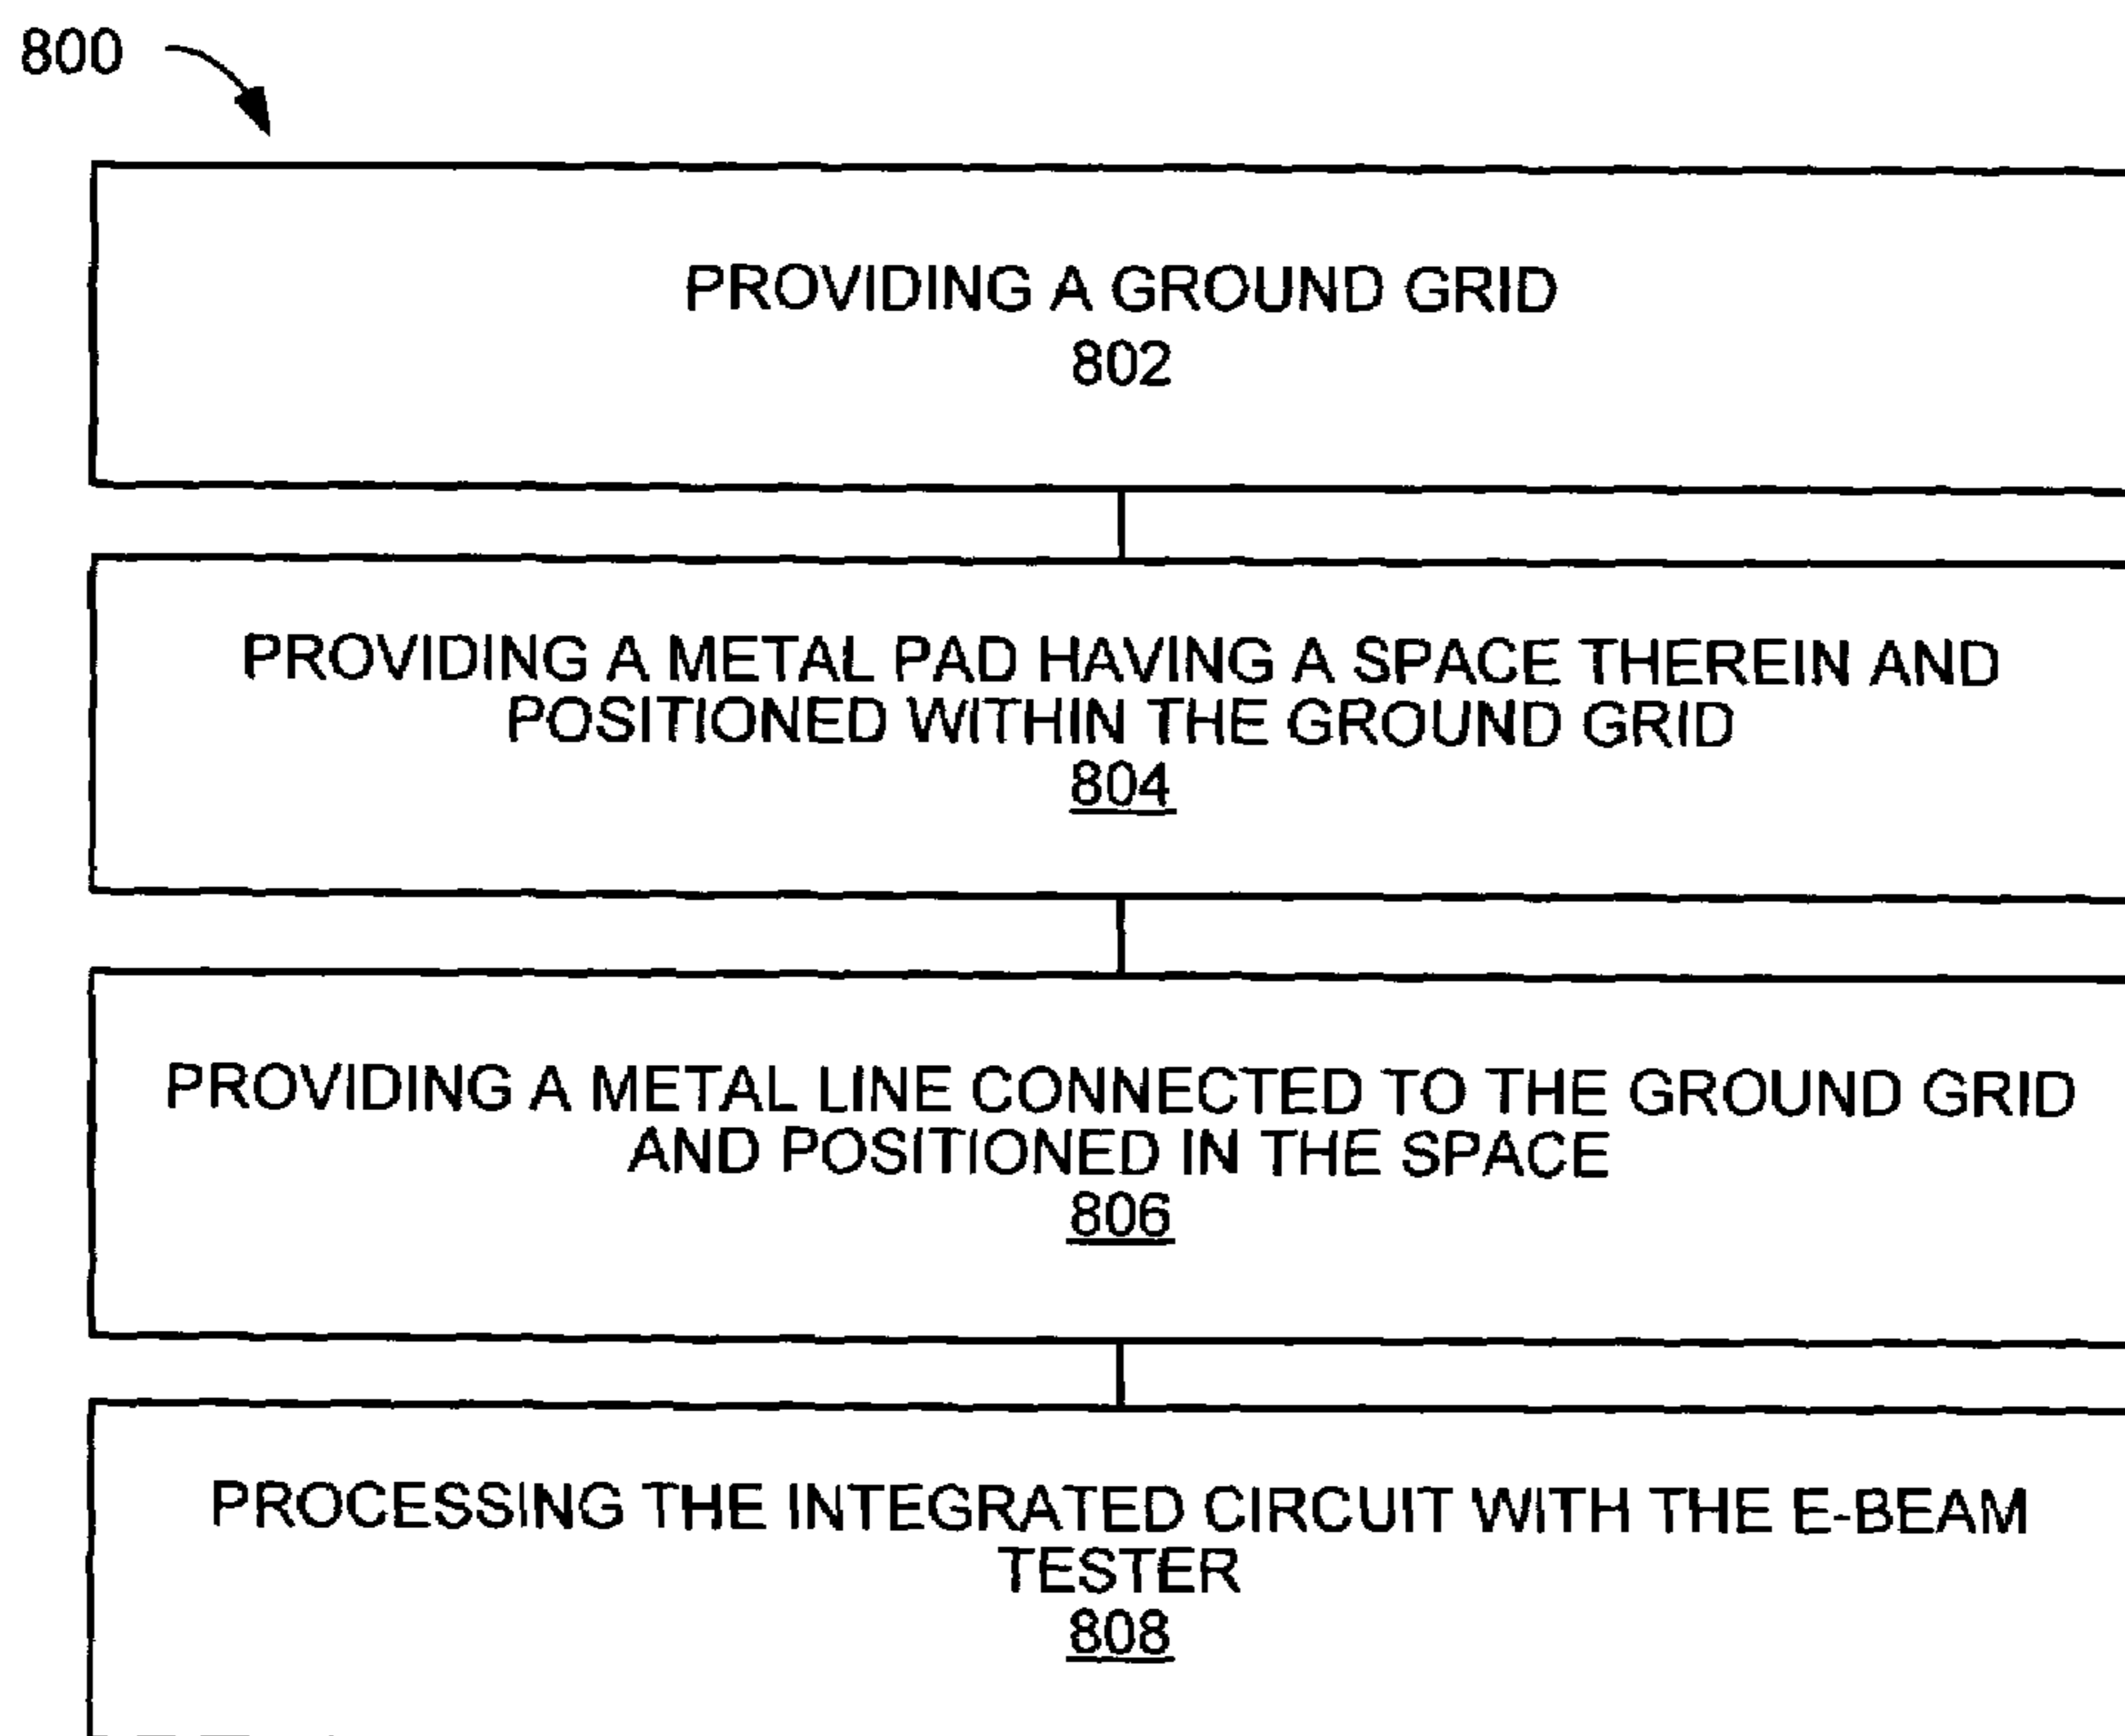 800
PROVIDING A GROUND GRID
802
PROVIDING A METAL PAD HAVING A SPACE THEREIN AND
POSITIONED WITHIN THE GROUND GRID
804
PROVIDING A METAL LINE CONNECTED TO THE GROUND GRID
AND POSITIONED IN THE SPACE
806
PROCESSING THE INTEGRATED CIRCUIT WITH THE E-BEAM
TESTER
808